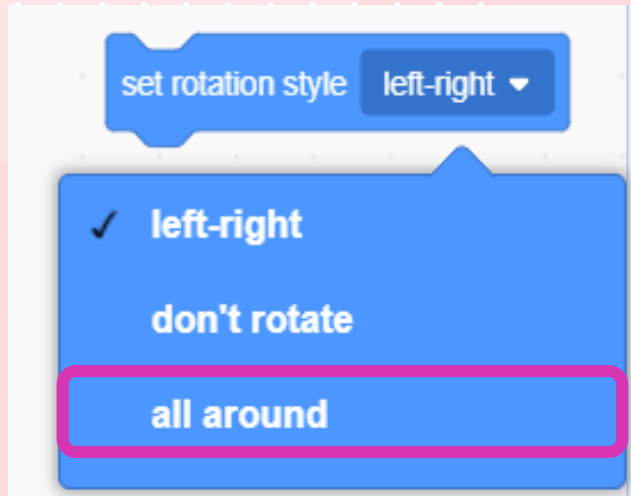 set rotation style left-right
left-right
don't rotate
all around